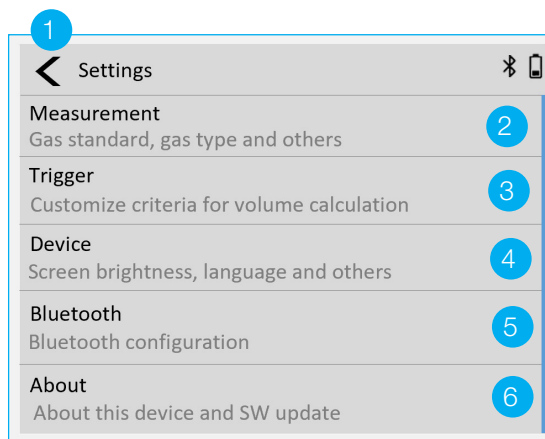 1
Settings
Measurement
Gas standard, gas type and others
2
Trigger
Customize criteria for volume calculation
3
Device
Screen brightness, language and others
4
Bluetooth
Bluetooth configuration
5
About
About this device and SW update
6